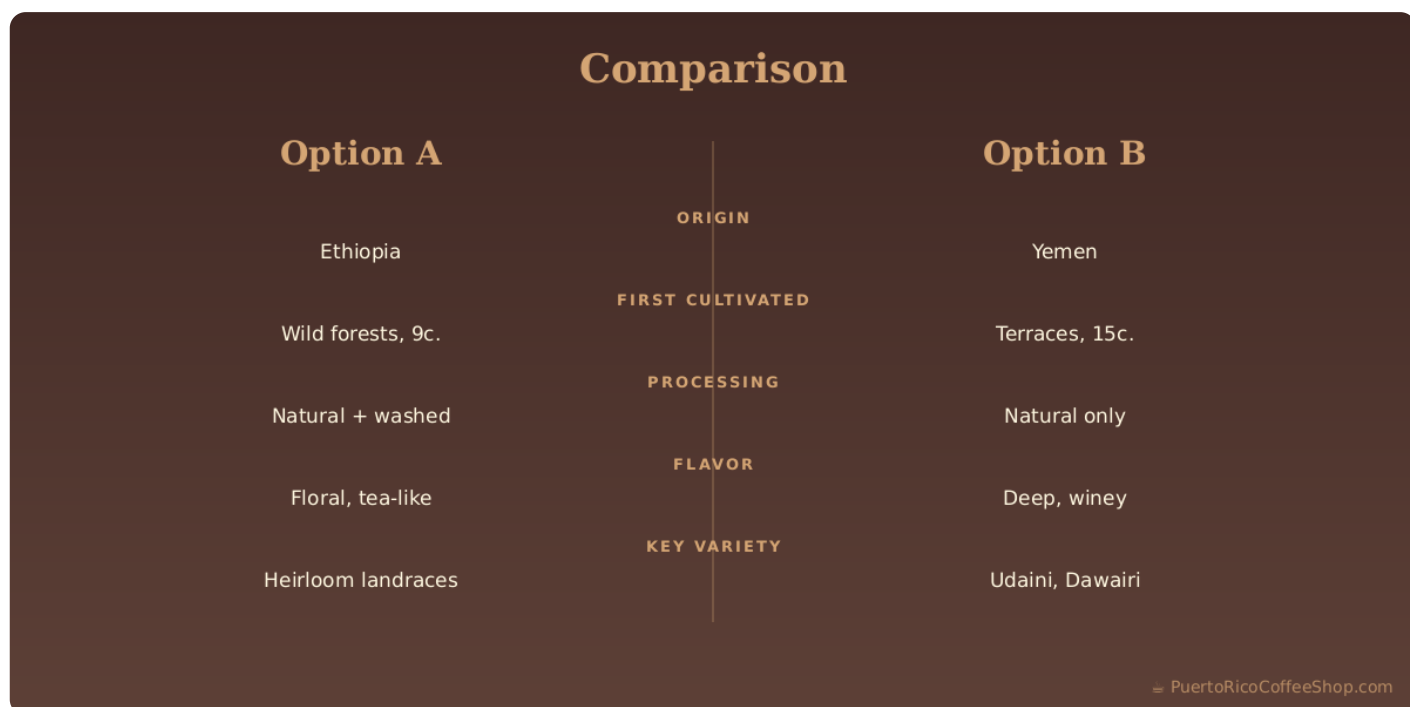 Comparison
Option A
Option B
ORIGIN
Ethiopia
Yemen
FIRST CULTIVATED
Wild forests, 9c.
Terraces, 15c.
PROCESSING
Natural + washed
Natural only
FLAVOR
Floral, tea-like
Deep, winey
KEY VARIETY
Heirloom landraces
Udaini, Dawairi
☕ PuertoRicoCoffeeShop.com